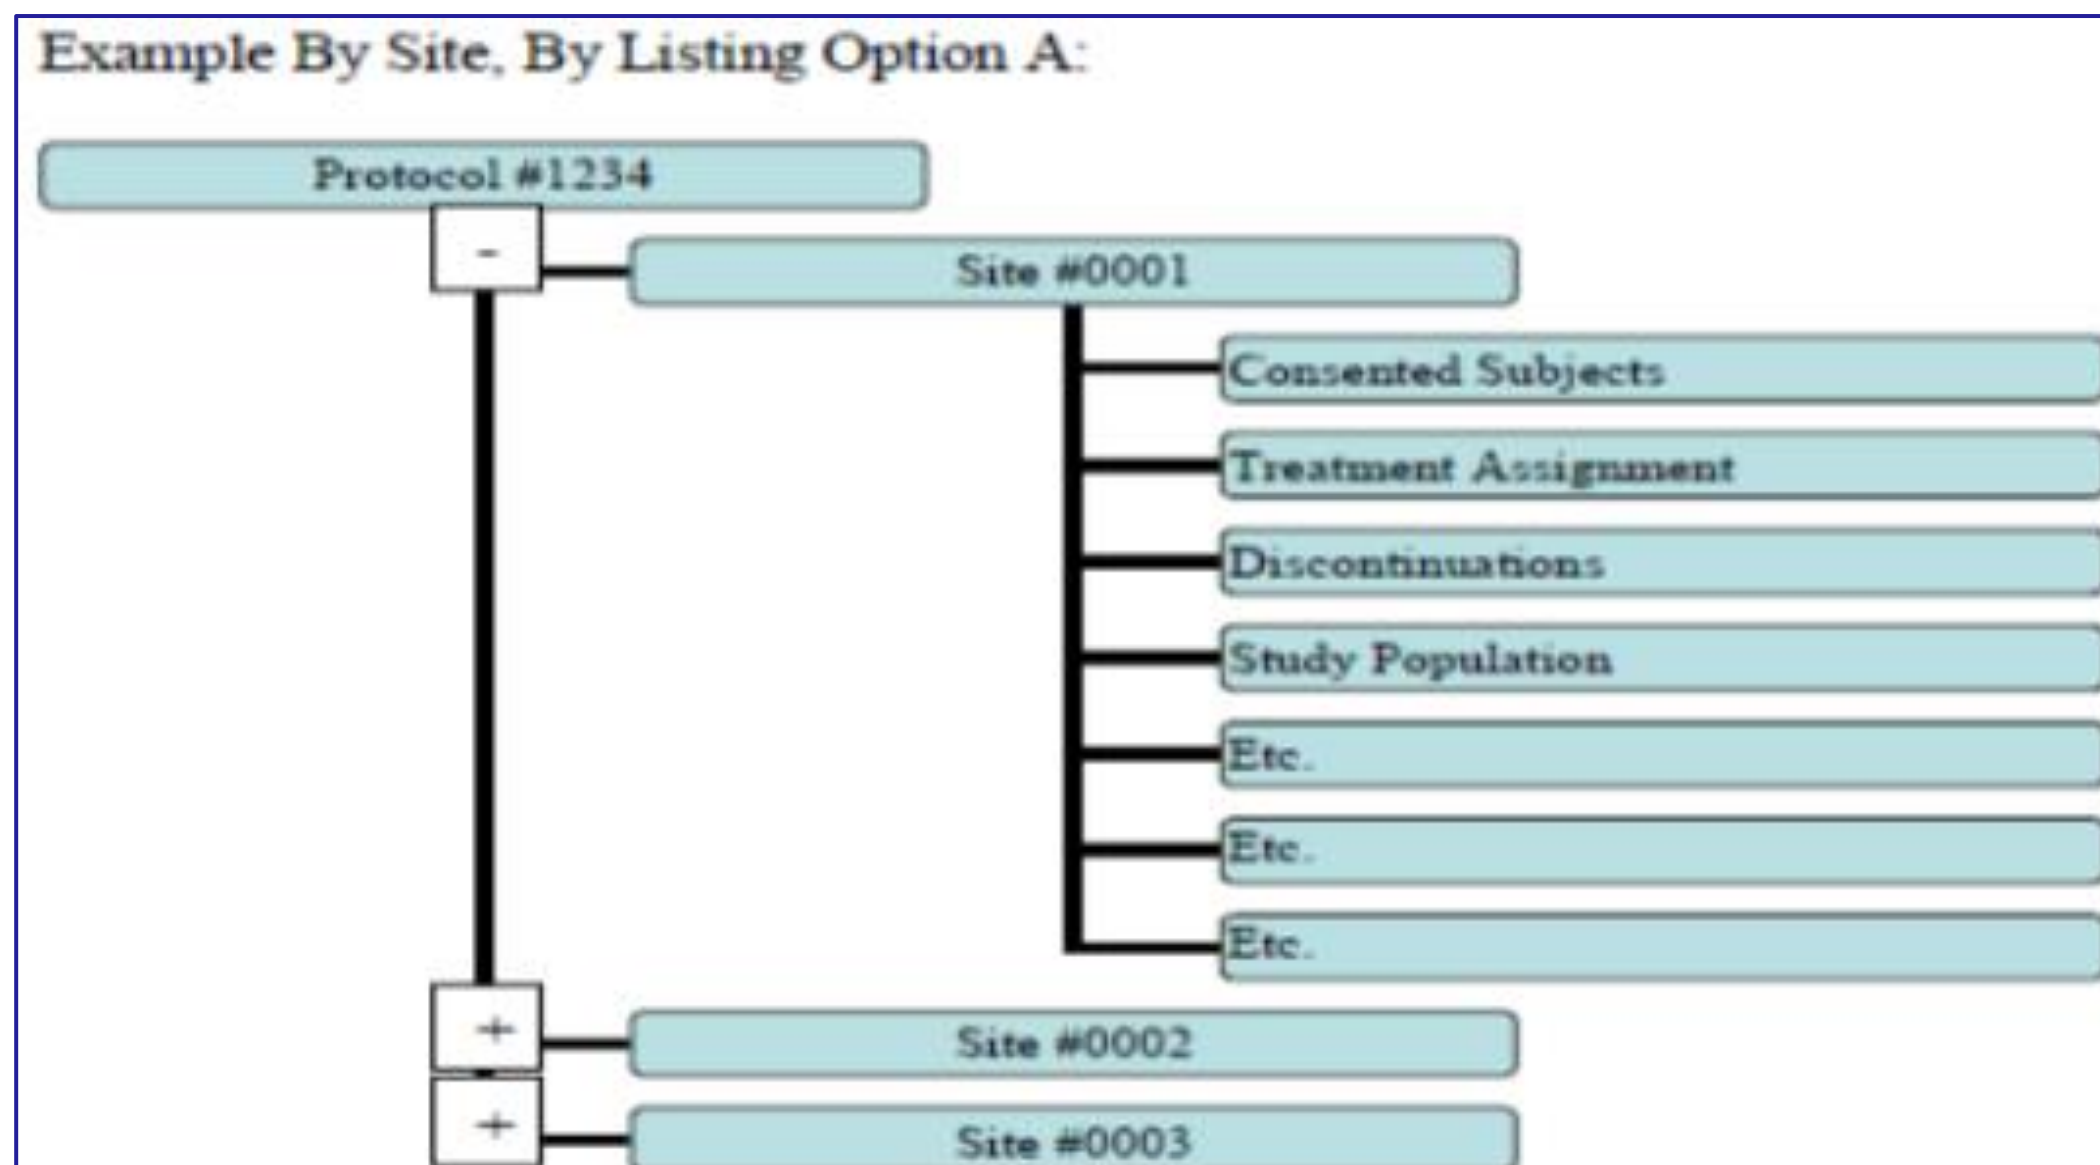 Example By Site, By Listing Option A:
Protocol #1234
-
Site #0001
Consented Subjects
Treatment Assignment
Discontinuations
Study Population
Etc.
Etc.
Etc.
+
Site #0002
+
Site #0003